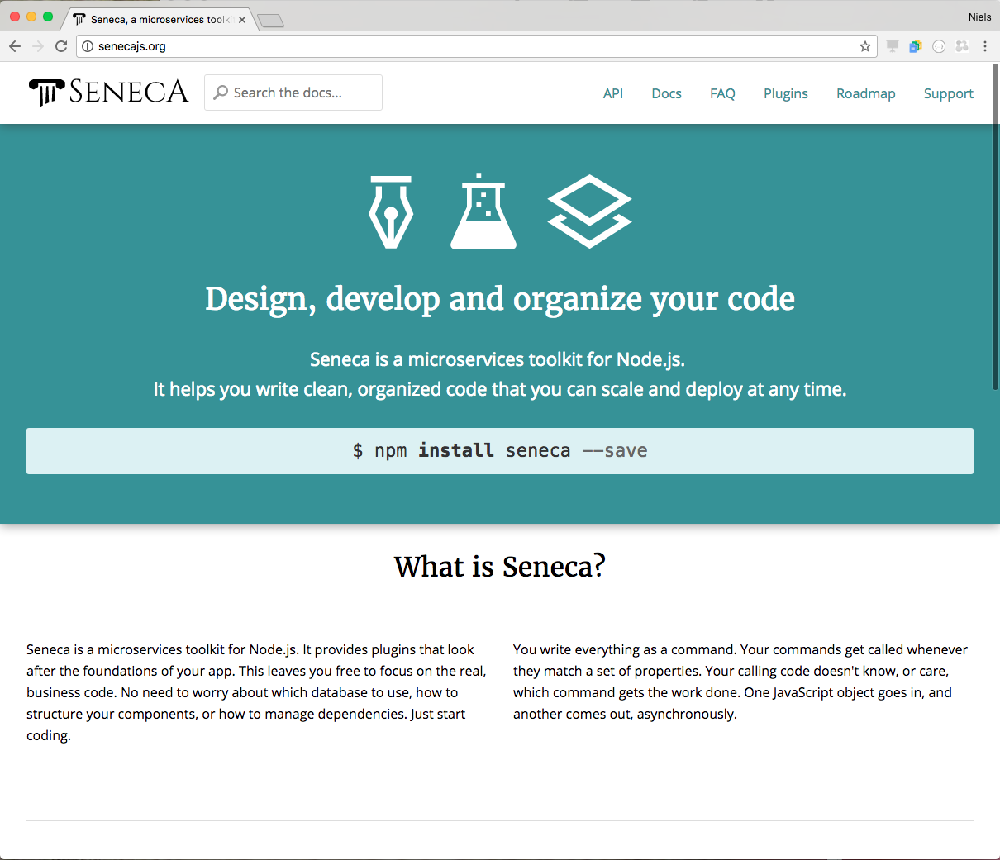 Seneca, a microservices toolki
Niels
senecajs.org
SENECA
Search the docs...
API Docs FAQ Plugins Roadmap Support
Design, develop and organize your code
Seneca is a microservices toolkit for Node.js.
It helps you write clean, organized code that you can scale and deploy at any time.
$ npm install seneca --save
What is Seneca?
Seneca is a microservices toolkit for Node.js. It provides plugins that look
after the foundations of your app. This leaves you free to focus on the real,
business code. No need to worry about which database to use, how to
structure your components, or how to manage dependencies. Just start
coding.
You write everything as a command. Your commands get called whenever
they match a set of properties. Your calling code doesn't know, or care,
which command gets the work done. One JavaScript object goes in, and
another comes out, asynchronously.